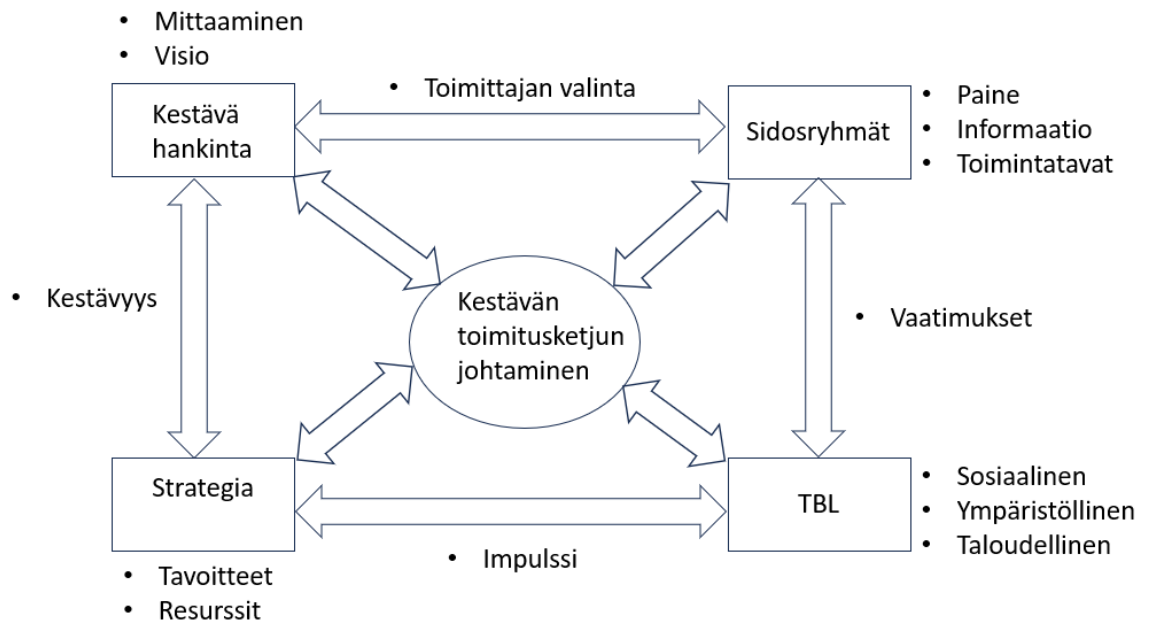 • Mittaaminen
• Visio
Kestävä
hankinta
• Toimittajan valinta
Sidosryhmät
• Paine
• Informaatio
• Toimintatavat
• Kestävyys
Kestävän
toimitusketjun
johtaminen
• Vaatimukset
Strategia
• Tavoitteet
• Resurssit
• Impulssi
TBL
• Sosiaalinen
• Ympäristöllinen
• Taloudellinen